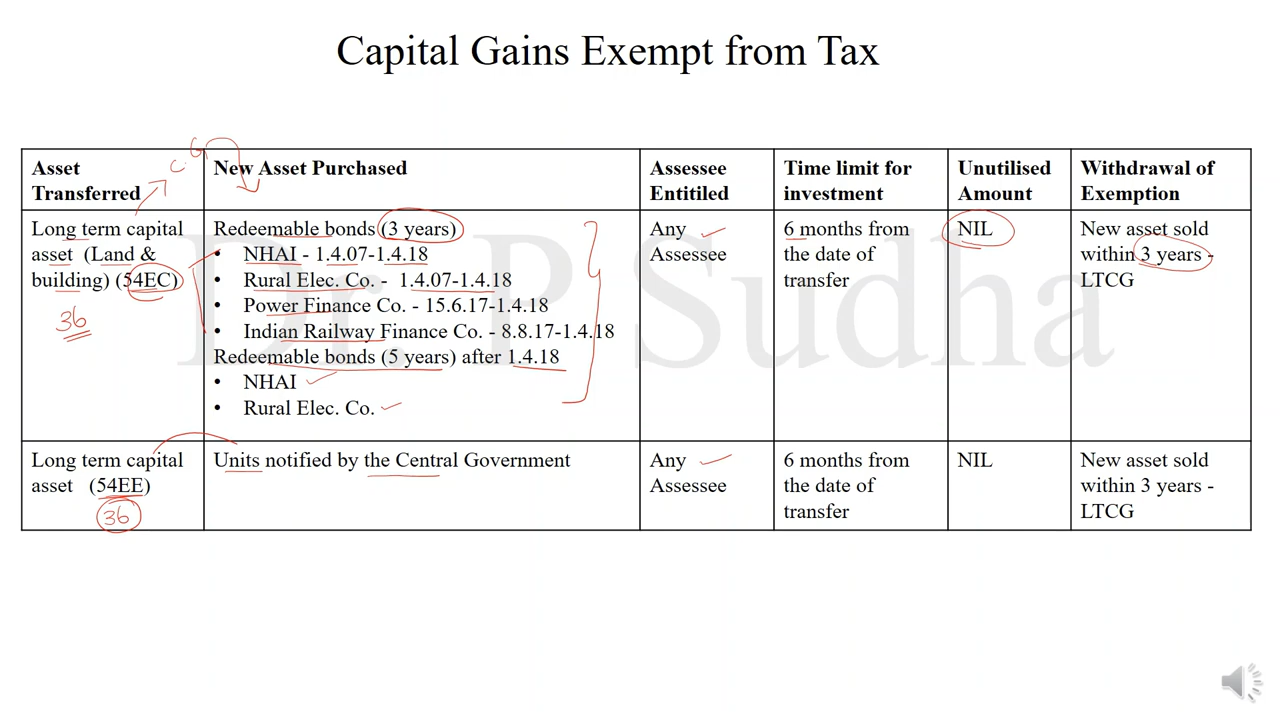 Capital Gains Exempt from Tax
C.G
Asset Transferred
New Asset Purchased
Assessee Entitiled
Time limit for investment
Unutilised Amount
Withdrawal of Exemption
Long term capital
asset (Land &
building) (54EC)
36
Redeemable bonds (3 years)
• NHAI - 1.4.07-1.4.18
• Rural Elec. Co. - 1.4.07-1.4.18
• Power Finance Co. - 15.6.17-1.4.18
• Indian Railway Finance Co. - 8.8.17-1.4.18
Redeemable bonds (5 years) after 1.4.18
• NHAI
• Rural Elec. Co.
Any
Assessee
6 months from
the date of
transfer
NIL
New asset sold
within 3 years -
LTCG
Long term capital
asset (54EE)
36
Units notified by the Central Government
Any
Assessee
6 months from
the date of
transfer
NIL
New asset sold
within 3 years -
LTCG
Dr. P Sudha